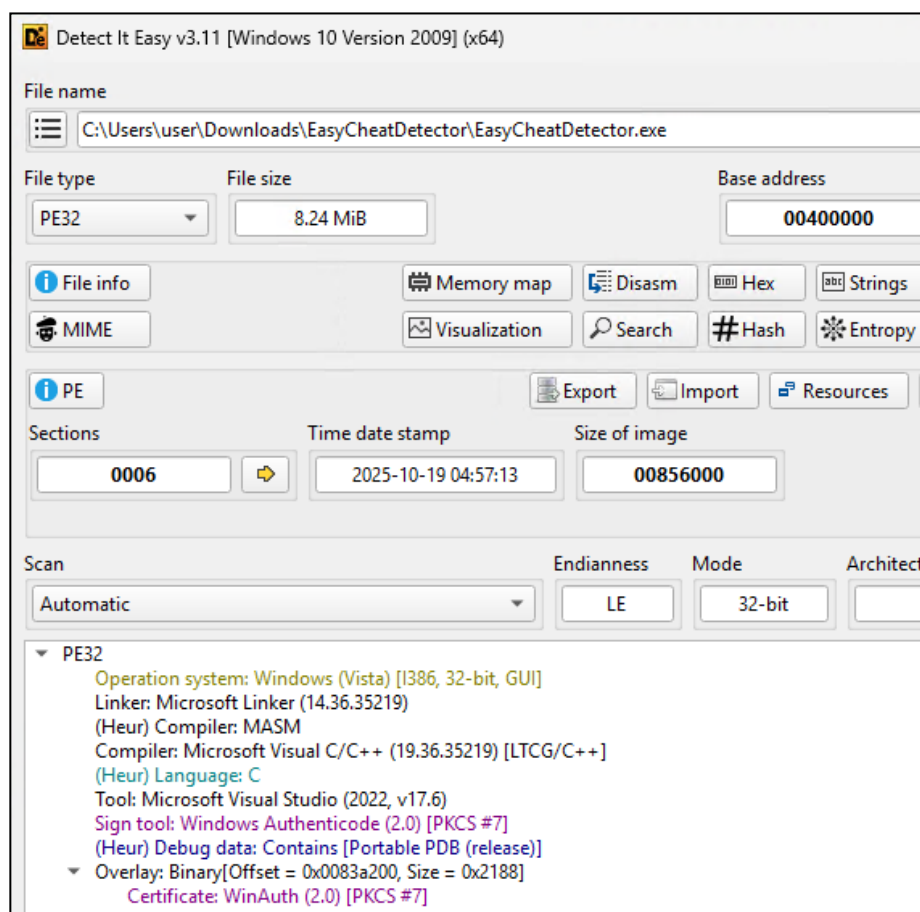 Detect It Easy v3.11 [Windows 10 Version 2009] (x64)
File name
C:\Users\user\Downloads\EasyCheatDetector\EasyCheatDetector.exe
File type File size Base address
PE32 8.24 MiB 00400000
File info Memory map Disasm Hex Strings
MIME Visualization Search Hash Entropy
PE Export Import Resources
Sections Time date stamp Size of image
0006 2025-10-19 04:57:13 00856000
Scan Endianness Mode Architect
Automatic LE 32-bit
PE32
Operation system: Windows (Vista) [I386, 32-bit, GUI]
Linker: Microsoft Linker (14.36.35219)
(Heur) Compiler: MASM
Compiler: Microsoft Visual C/C++ (19.36.35219) [LTCG/C++]
(Heur) Language: C
Tool: Microsoft Visual Studio (2022, v17.6)
Sign tool: Windows Authenticode (2.0) [PKCS #7]
(Heur) Debug data: Contains [Portable PDB (release)]
Overlay: Binary[Offset = 0x0083a200, Size = 0x2188]
Certificate: WinAuth (2.0) [PKCS #7]